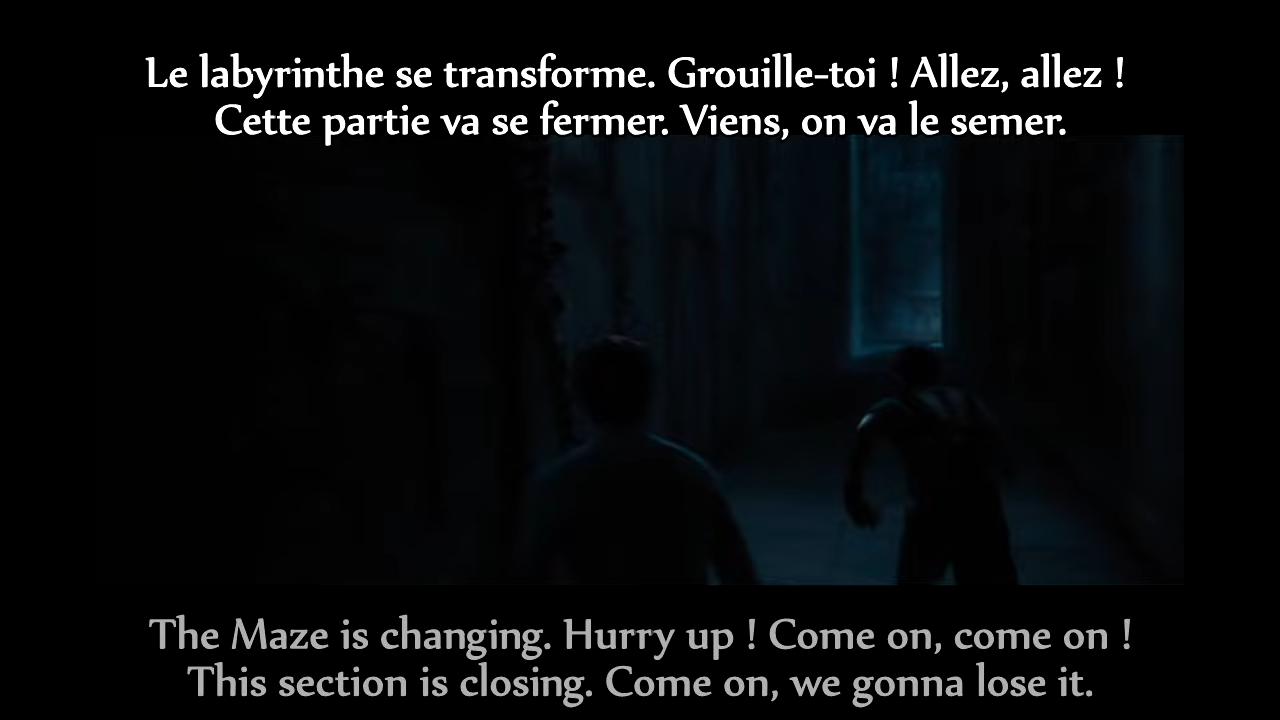 Le labyrinthe se transforme. Grouille-toi ! Allez, allez !
Cette partie va se fermer. Viens, on va le semer.
The Maze is changing. Hurry up ! Come on, come on !
This section is closing. Come on, we gonna lose it.